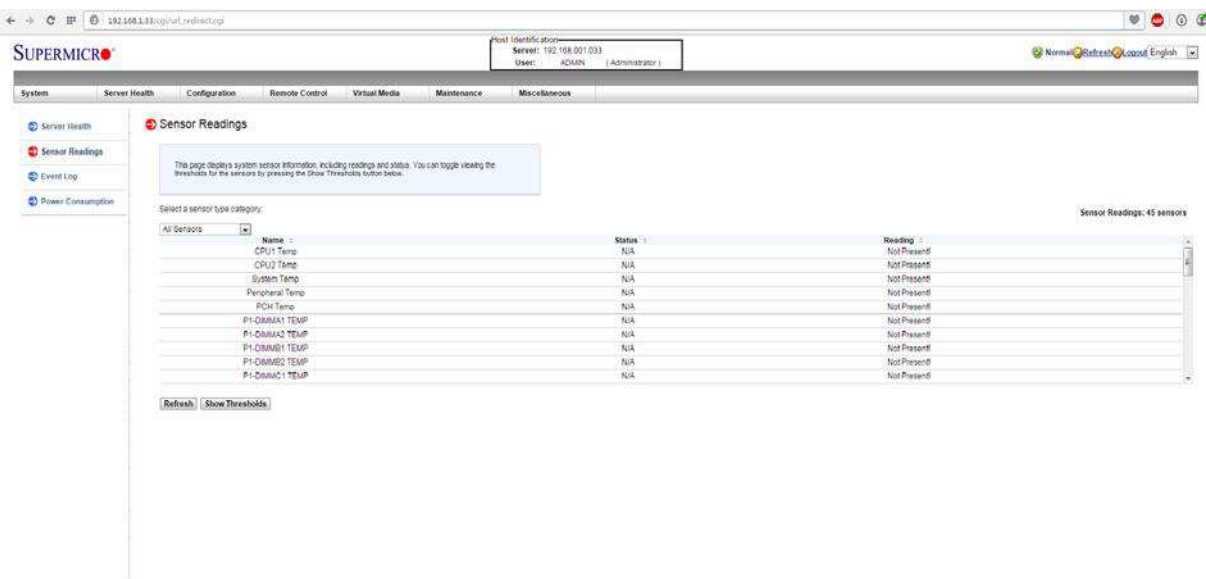 192.168.1.33/cgi/url_redirect.cgi
ABP
SUPERMICRO
Host Identification
Server: 192.168.001.033
User: ADMIN (Administrator)
Normal Refresh Logout English
System Server Health Configuration Remote Control Virtual Media Maintenance Miscellaneous
Server Health
Sensor Readings
Event Log
Power Consumption
Sensor Readings
This page displays system sensor information, including readings and status. You can toggle viewing the
thresholds for the sensors by pressing the Show Thresholds button below.
Select a sensor type category:
Sensor Readings: 45 sensors
All Sensors
Name Status Reading
CPU1 Temp N/A Not Present!
CPU2 Temp N/A Not Present!
System Temp N/A Not Present!
Peripheral Temp N/A Not Present!
PCH Temp N/A Not Present!
P1-DIMMA1 TEMP N/A Not Present!
P1-DIMMA2 TEMP N/A Not Present!
P1-DIMMB1 TEMP N/A Not Present!
P1-DIMMB2 TEMP N/A Not Present!
P1-DIMMC1 TEMP N/A Not Present!
Refresh Show Thresholds